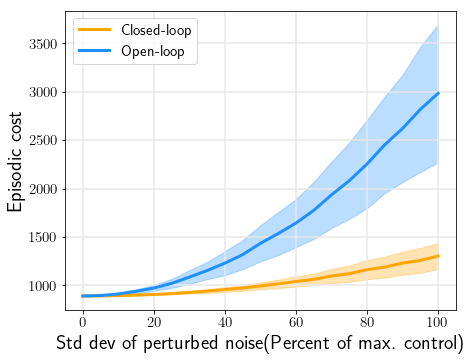 Closed-loop
Open-loop
Episodic cost
3500
3000
2500
2000
1500
1000
0 20 40 60 80 100
Std dev of perturbed noise(Percent of max. control)